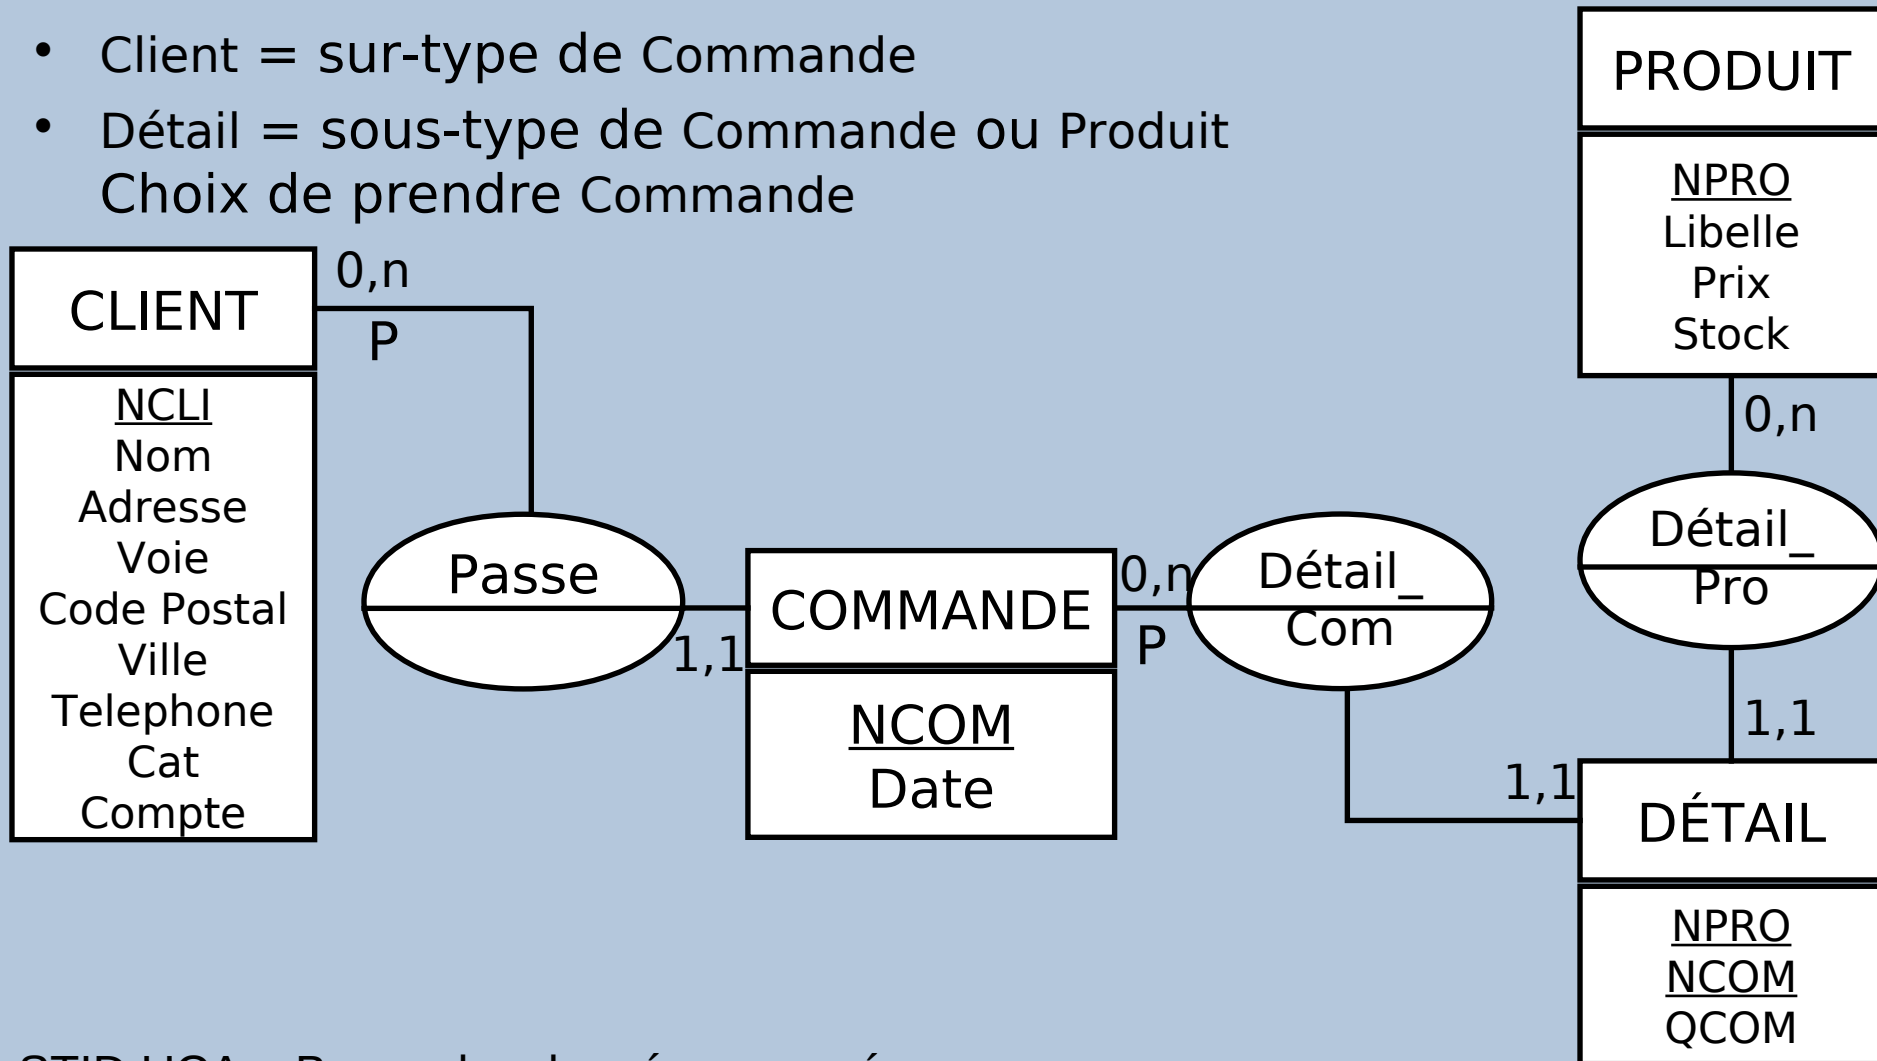 • Client = sur-type de Commande
• Détail = sous-type de Commande ou Produit
Choix de prendre Commande
CLIENT
NCLI
Nom
Adresse
Voie
Code Postal
Ville
Telephone
Cat
Compte
0,n
P
Passe
1,1
COMMANDE
NCOM
Date
0,n
P
Détail_
Com
1,1
PRODUIT
NPRO
Libelle
Prix
Stock
0,n
Détail_
Pro
1,1
DÉTAIL
NPRO
NCOM
QCOM